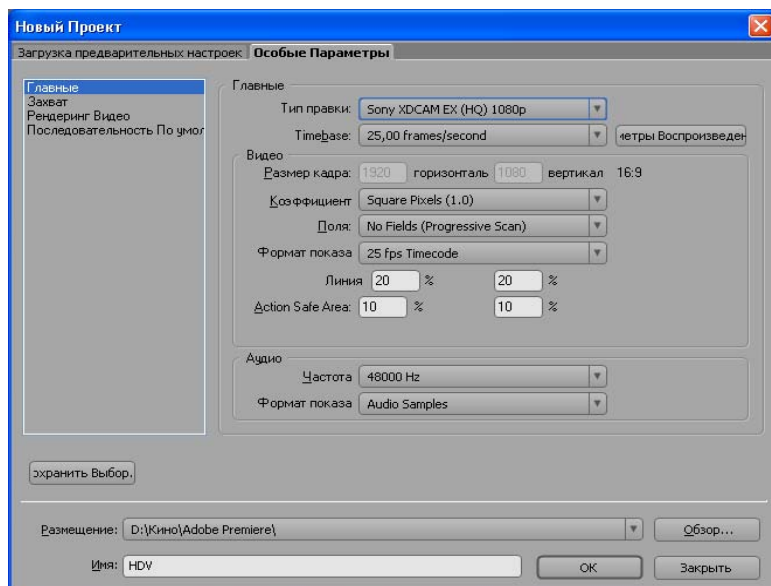 Новый Проект
Загрузка предварительных настроек Особые Параметры
Главные
Захват
Рендеринг Видео
Последовательность По умол
Главные
Тип правки: Sony XDCAM EX (HQ) 1080p
Timebase: 25,00 frames/second метры Воспроизведен
Видео
Размер кадра: 1920 горизонталь 1080 вертикал 16:9
Коэффициент Square Pixels (1.0)
Поля: No Fields (Progressive Scan)
Формат показа 25 fps Timecode
Линия 20 % 20 %
Action Safe Area: 10 % 10 %
Аудио
Частота 48000 Hz
Формат показа Audio Samples
охранить Выбор.
Размещение: D:\Кино\Adobe Premiere\ Обзор...
Имя: HDV OK Закрыть